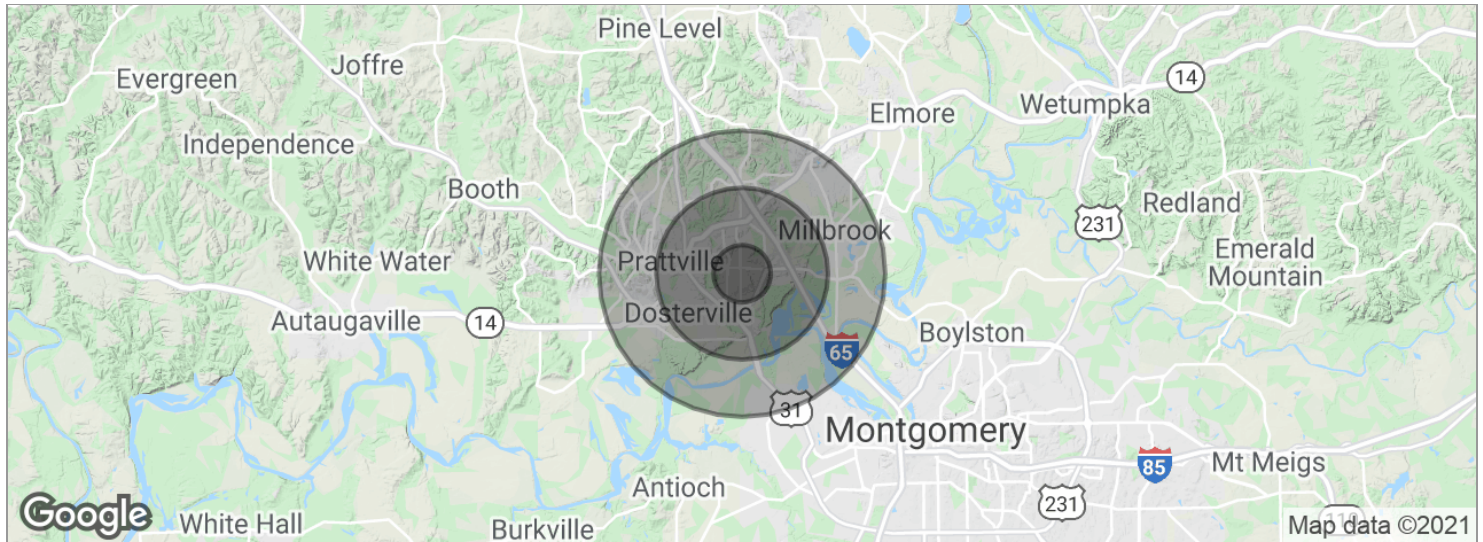 Pine Level
Joffre
Evergreen
14
Wetumpka
Elmore
Independence
Booth
Redland
231
Millbrook
Emerald
Mountain
White Water
Prattville
Dosterville
Autaugaville
14
Boylston
65
31
Montgomery
85
Mt Meigs
Antioch
231
Google
White Hall
Burkville
Map data ©2021